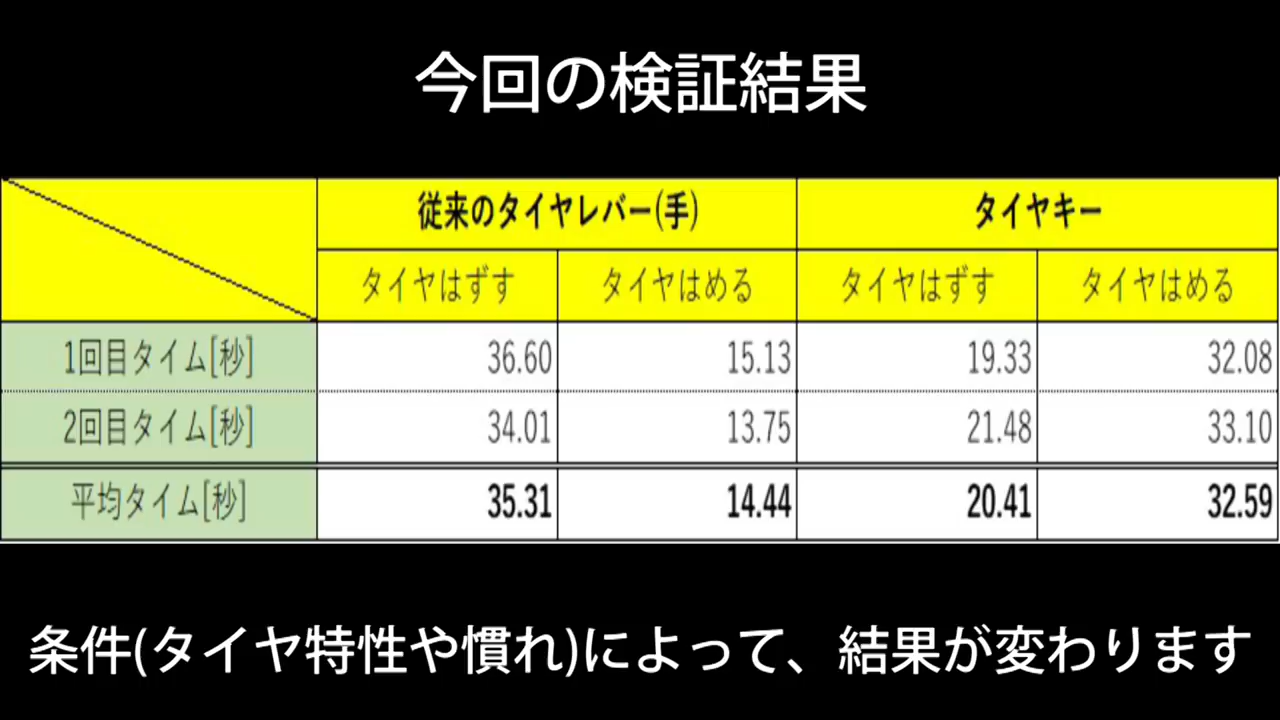 今回の検証結果
従来のタイヤレバー(手) タイヤキー
タイヤはずす タイヤはめる タイヤはずす タイヤはめる
1回目タイム[秒] 36.60 15.13 19.33 32.08
2回目タイム[秒] 34.01 13.75 21.48 33.10
平均タイム[秒] 35.31 14.44 20.41 32.59
条件(タイヤ特性や慣れ)によって、結果が変わります